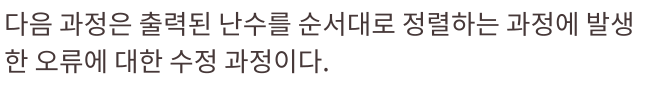 다음 과정은 출력된 난수를 순서대로 정렬하는 과정에 발생
한 오류에 대한 수정 과정이다.